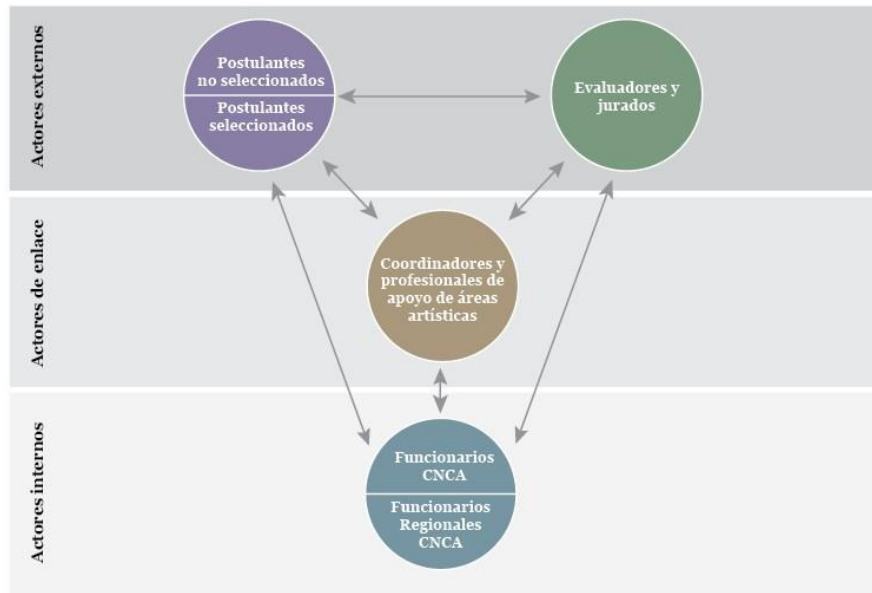 Actores externos
Postulantes
no seleccionados
Postulantes
seleccionados
Evaluadores y
jurados
Actores de enlace
Coordinadores y
profesionales de
apoyo de áreas
artísticas
Actores internos
Funcionarios
CNCA
Funcionarios
Regionales
CNCA